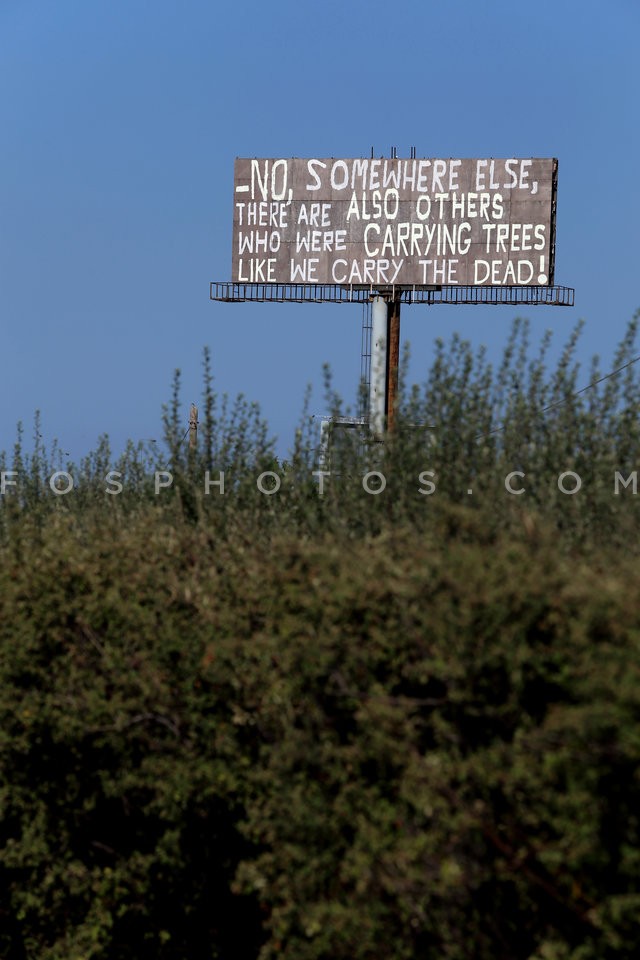 -NO, SOMEWHERE ELSE,
THERE ARE ALSO OTHERS
WHO WERE CARRYING TREES
LIKE WE CARRY THE DEAD!
© FOSPHOTOS.COM ®